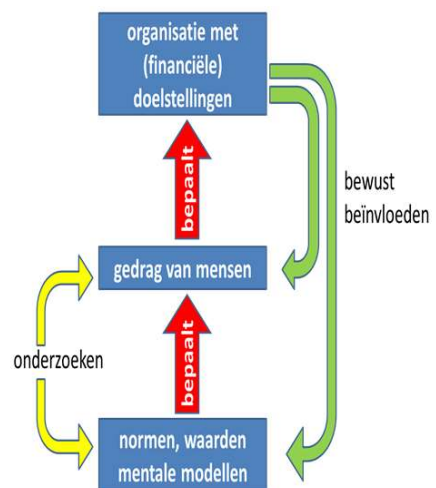 organisatie met
(financiële)
doelstellingen
bepaalt
bewust
beïnvloeden
gedrag van mensen
onderzoeken
bepaalt
normen, waarden
mentale modellen